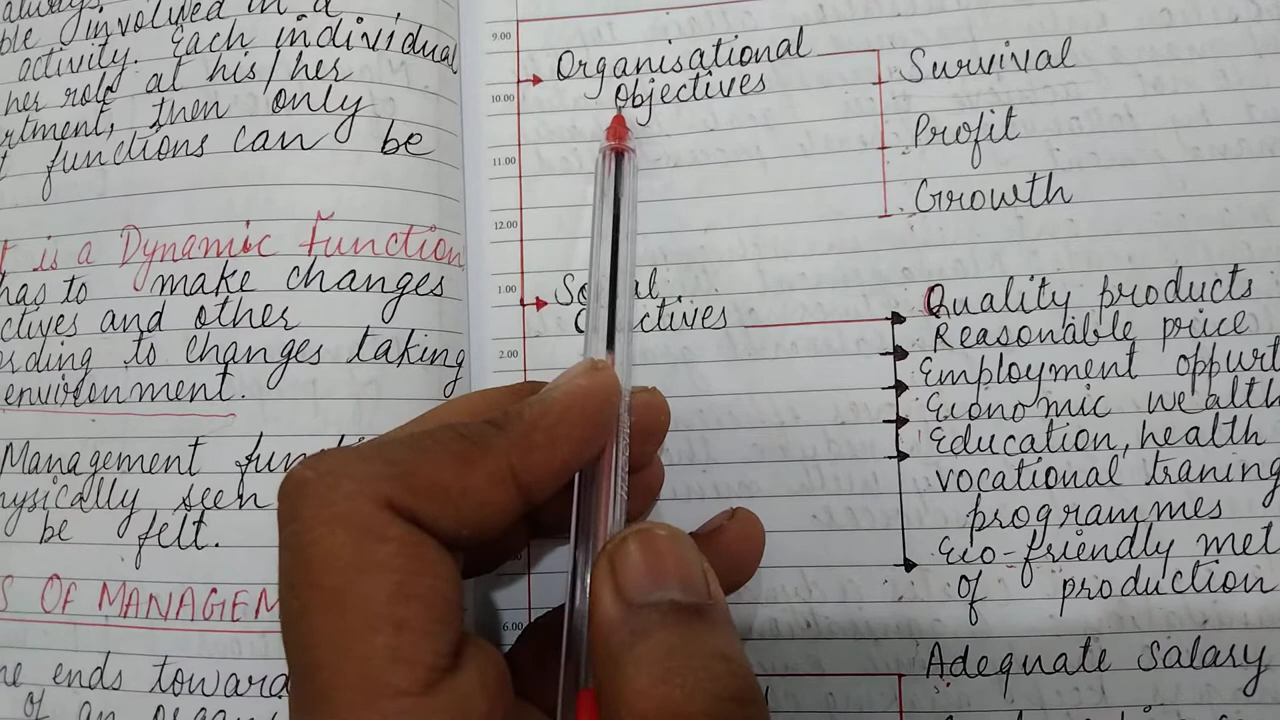 involved in a
activity. Each individual
her role at his/her
then only
functions can be
is a Dynamic Function
has to make changes
and other
to changes taking
environment.
Management
seen
be felt.
OF
ends
of an
9.00
Organisational
Objectives
10.00
11.00
12.00
1.00
2.00
6.00
Survival
Profit
Growth
Quality products
Reasonable price
Employment
Economic wealth
Education, health
vocational traning
programmes
Eco-friendly
of production
Adequate salary